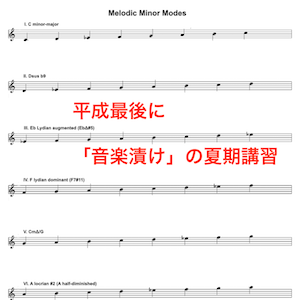 Melodic Minor Modes
I. C minor-major
II. Dsus b9
平成最後に
III. Eb Lydian augmented (Eb∆#5)
「音楽漬け」の夏期講習
IV. F lydian dominant (F7#11)
V. Cm∆/G
VI. A locrian #2 (A half-diminished)